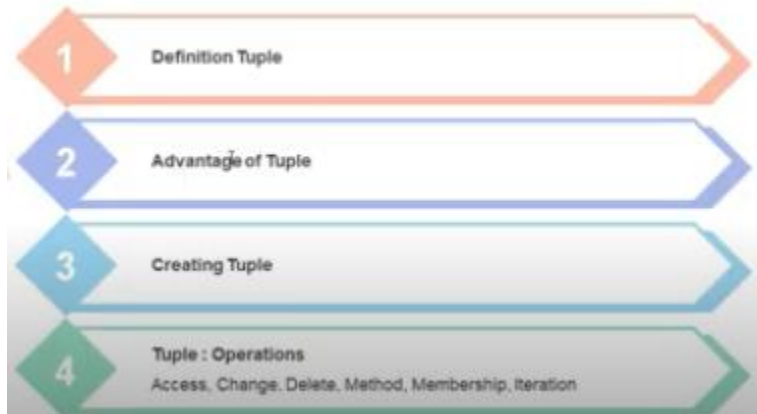 1
Definition Tuple
2
Advantage of Tuple
3
Creating Tuple
4
Tuple : Operations
Access, Change, Delete, Method, Membership, Iteration